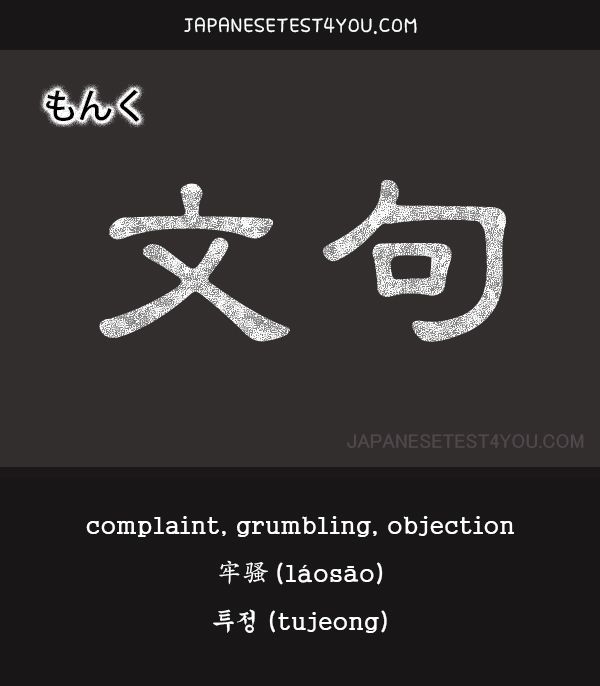 JAPANESETEST4YOU.COM
もんく
文句
JAPANESETEST4YOU.COM
complaint, grumbling, objection
牢骚 (láosāo)
투정 (tujeong)